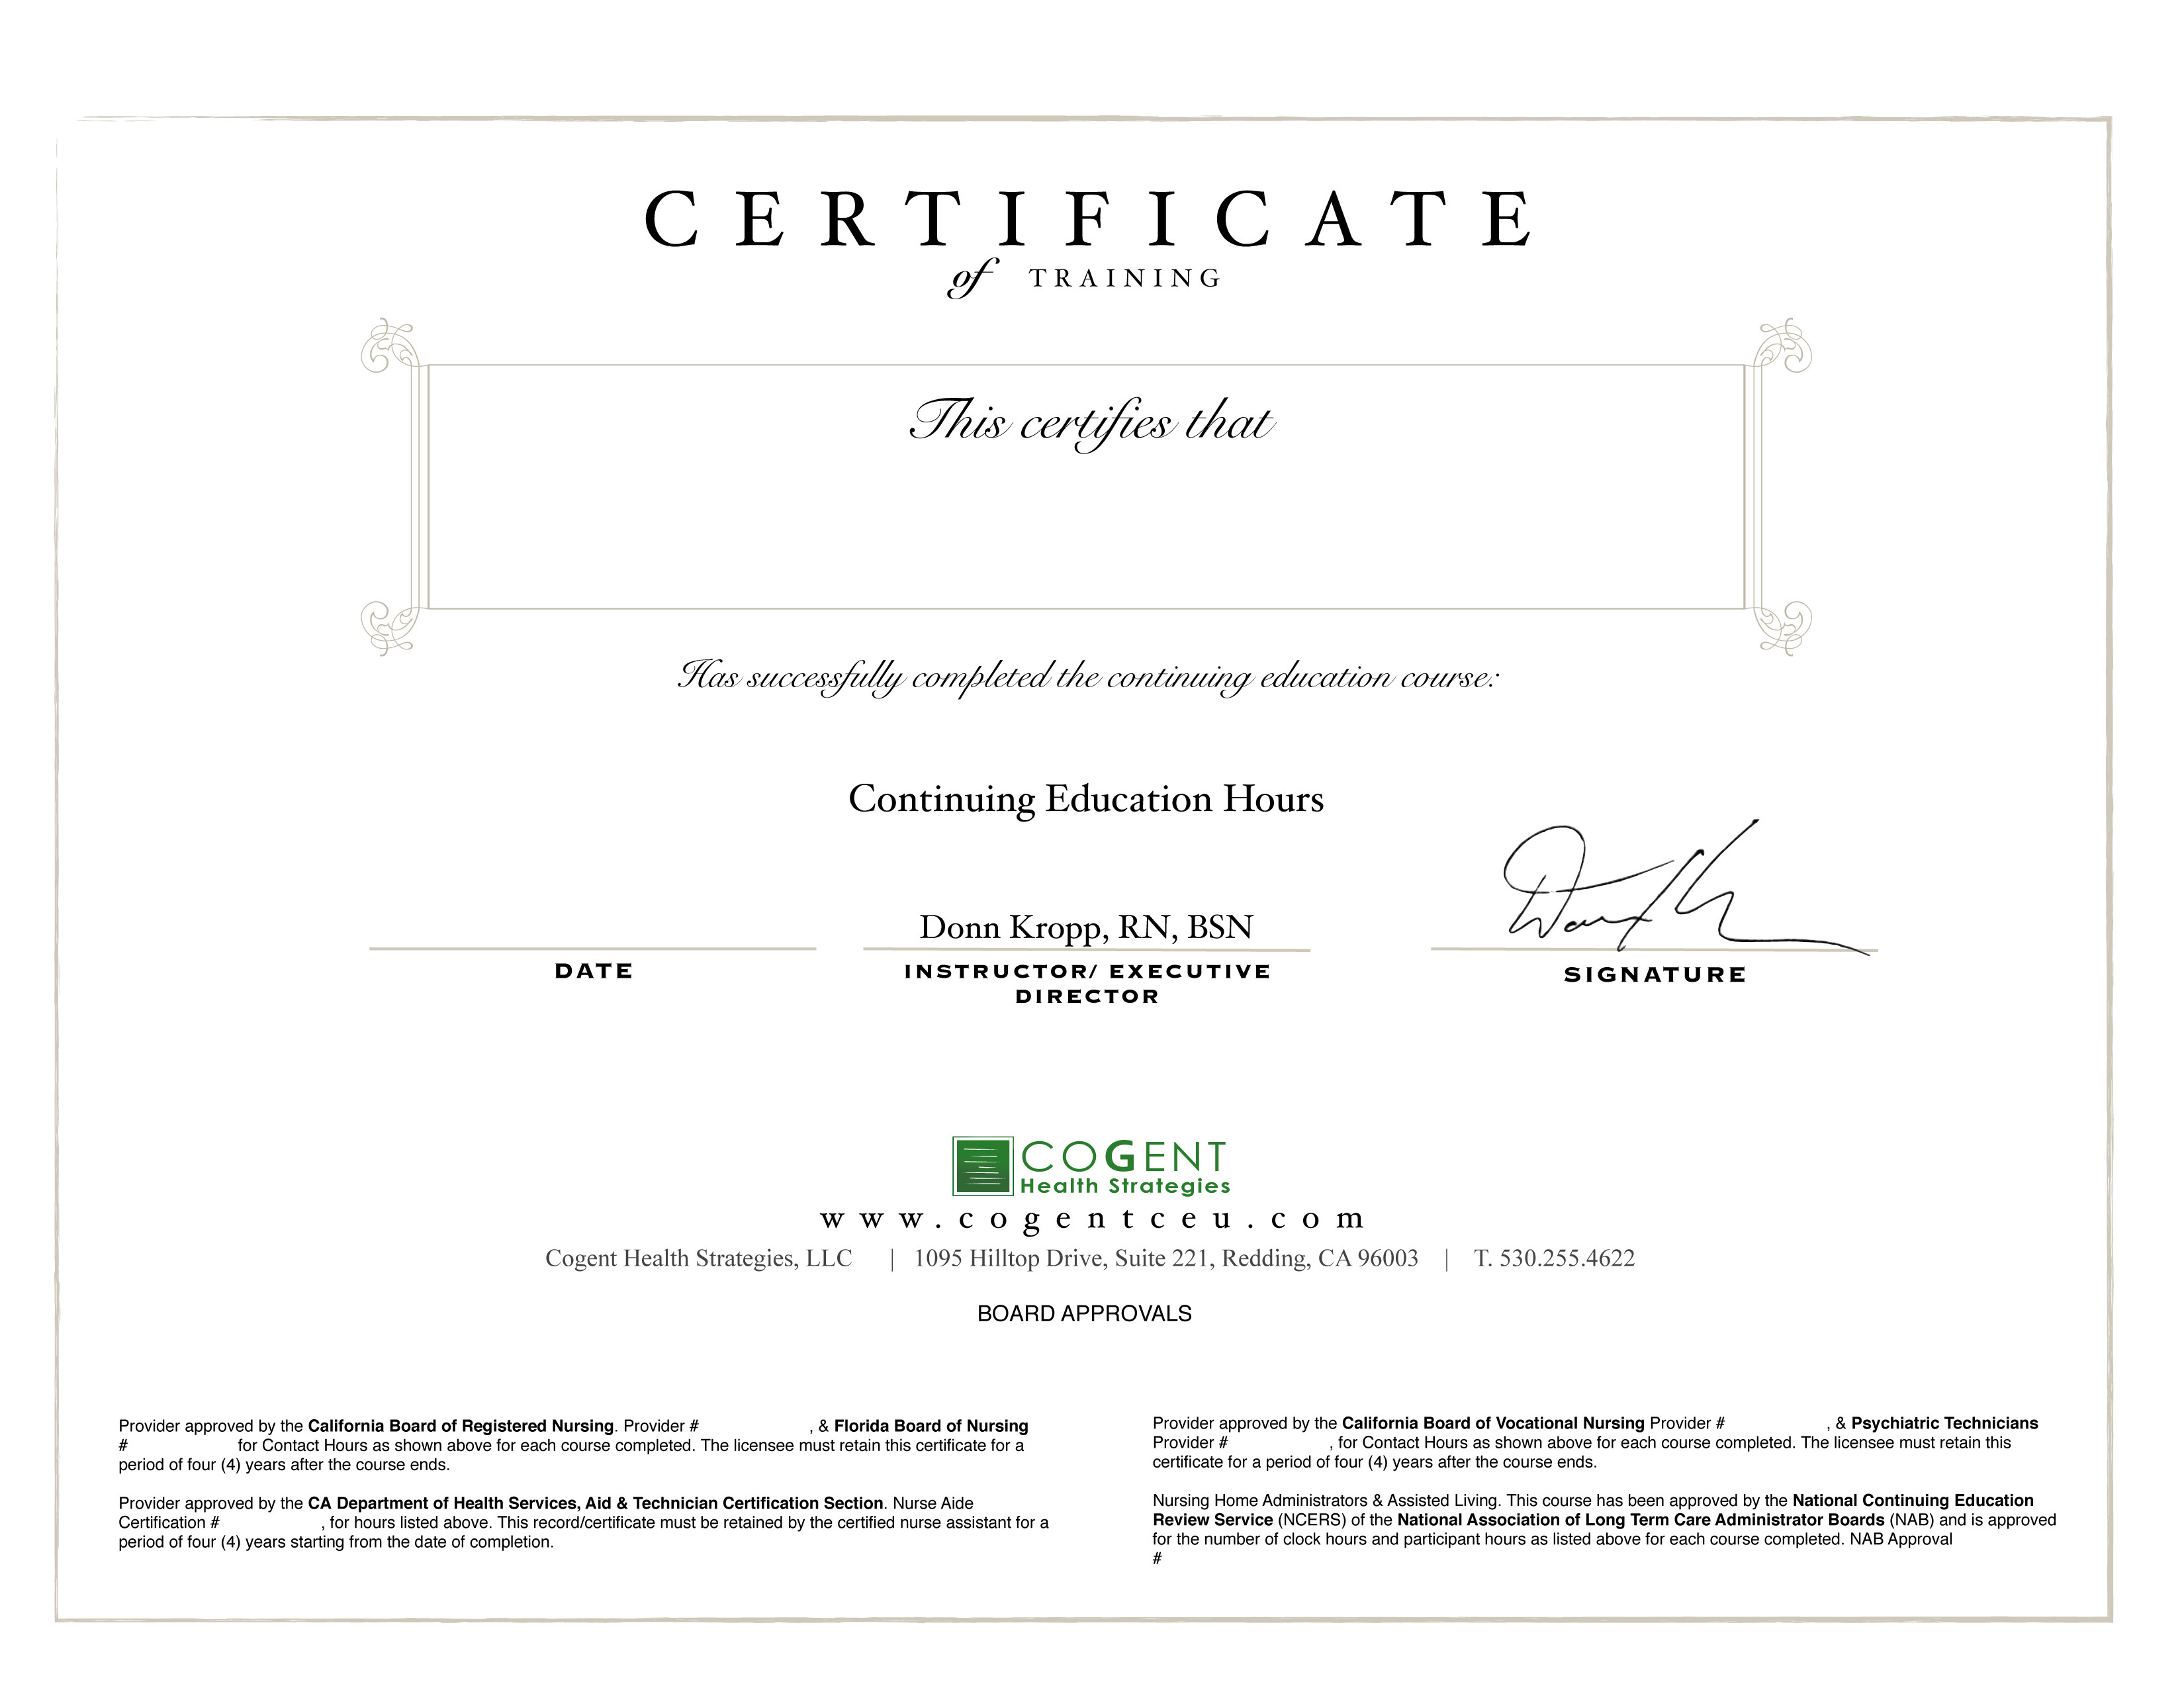 CERTIFICATE
of TRAINING
This certifies that
Has successfully completed the continuing education course:
Continuing Education Hours
Donn Kropp, RN, BSN
DATE
INSTRUCTOR/ EXECUTIVE
DIRECTOR
SIGNATURE
COGENT
Health Strategies
www.cogentceu.com
Cogent Health Strategies, LLC | 1095 Hilltop Drive, Suite 221, Redding, CA 96003 | T. 530.255.4622
BOARD APPROVALS
Provider approved by the California Board of Registered Nursing. Provider # , & Florida Board of Nursing
# for Contact Hours as shown above for each course completed. The licensee must retain this certificate for a
period of four (4) years after the course ends.
Provider approved by the CA Department of Health Services, Aid & Technician Certification Section. Nurse Aide
Certification # , for hours listed above. This record/certificate must be retained by the certified nurse assistant for a
period of four (4) years starting from the date of completion.
Provider approved by the California Board of Vocational Nursing Provider # , & Psychiatric Technicians
Provider # , for Contact Hours as shown above for each course completed. The licensee must retain this
certificate for a period of four (4) years after the course ends.
Nursing Home Administrators & Assisted Living. This course has been approved by the National Continuing Education
Review Service (NCERS) of the National Association of Long Term Care Administrator Boards (NAB) and is approved
for the number of clock hours and participant hours as listed above for each course completed. NAB Approval
#